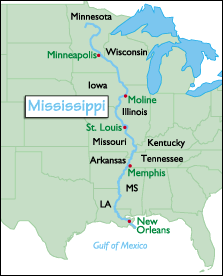 Minnesota
Minneapolis
Wisconsin
Iowa
Mississippi
Moline
Illinois
St. Louis
Missouri
Kentucky
Arkansas
Tennessee
Memphis
MS
LA
New
Orleans
Gulf of Mexico